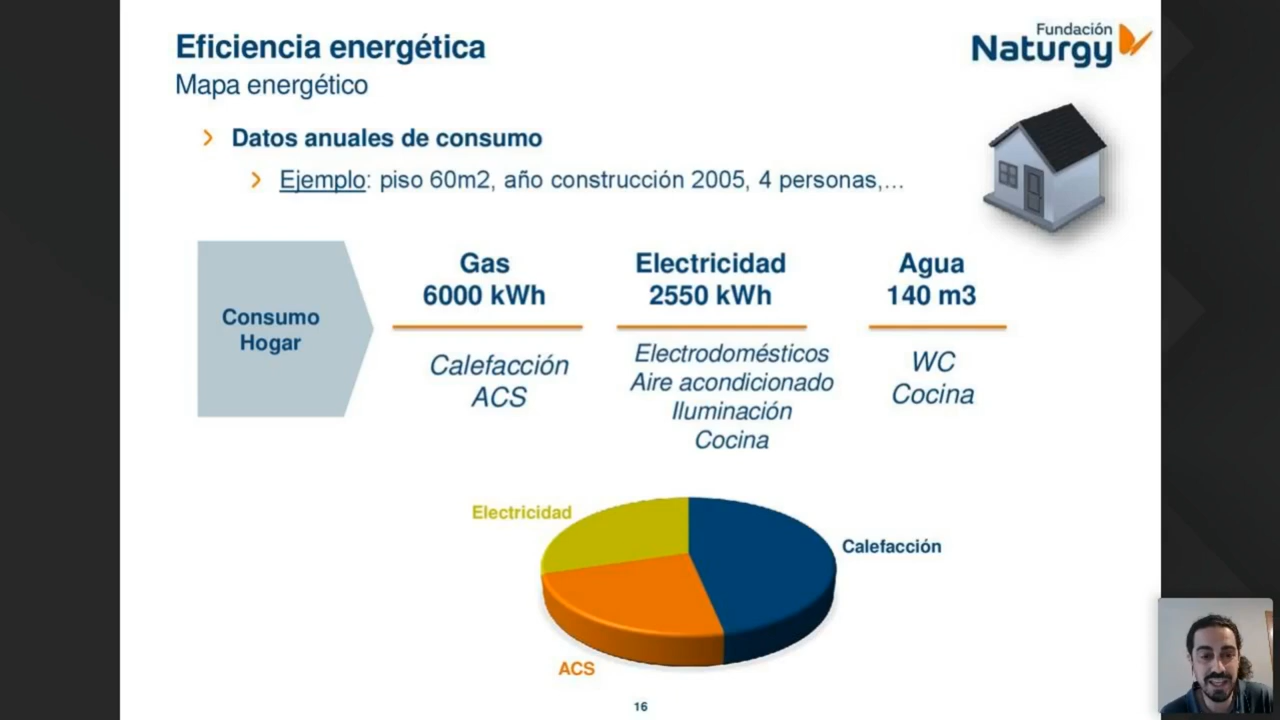 Eficiencia energética
Mapa energético
Fundación
Naturgy
Datos anuales de consumo
Ejemplo: piso 60m2, año construcción 2005, 4 personas,...
Consumo
Hogar
Gas
6000 kWh
Calefacción
ACS
Electricidad
2550 kWh
Electrodomésticos
Aire acondicionado
Iluminación
Cocina
Agua
140 m3
WC
Cocina
Electricidad
Calefacción
ACS
16